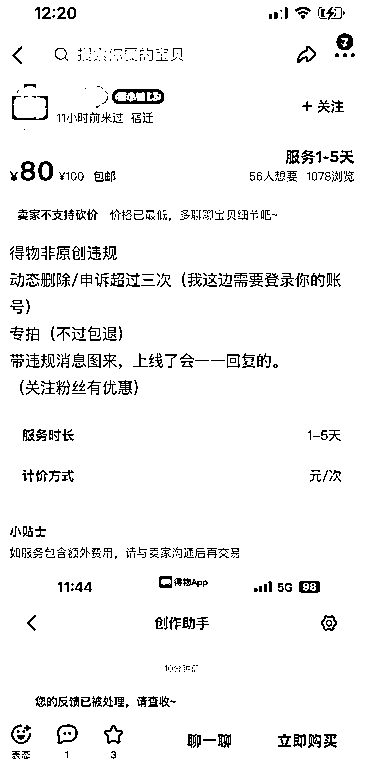 12:20
搜索你要的宝贝
2
11小时前来过 宿迁
+ 关注
¥80 ¥100 包邮
服务1-5天
56人想要 1078浏览
卖家不支持砍价 价格已最低，多聊聊宝贝细节吧~
得物非原创违规
动态删除/申诉超过三次（我这边需要登录你的账
号）
专拍（不过包退）
带违规消息图来，上线了会一一回复的。
（关注粉丝有优惠）
服务时长 1-5天
计价方式 元/次
小贴士
如服务包含额外费用，请与卖家沟通后再交易
11:44 得物App 5G 98
创作助手
10分钟前
您的反馈已被处理，请查收~
表态 1 3 聊一聊 立即购买